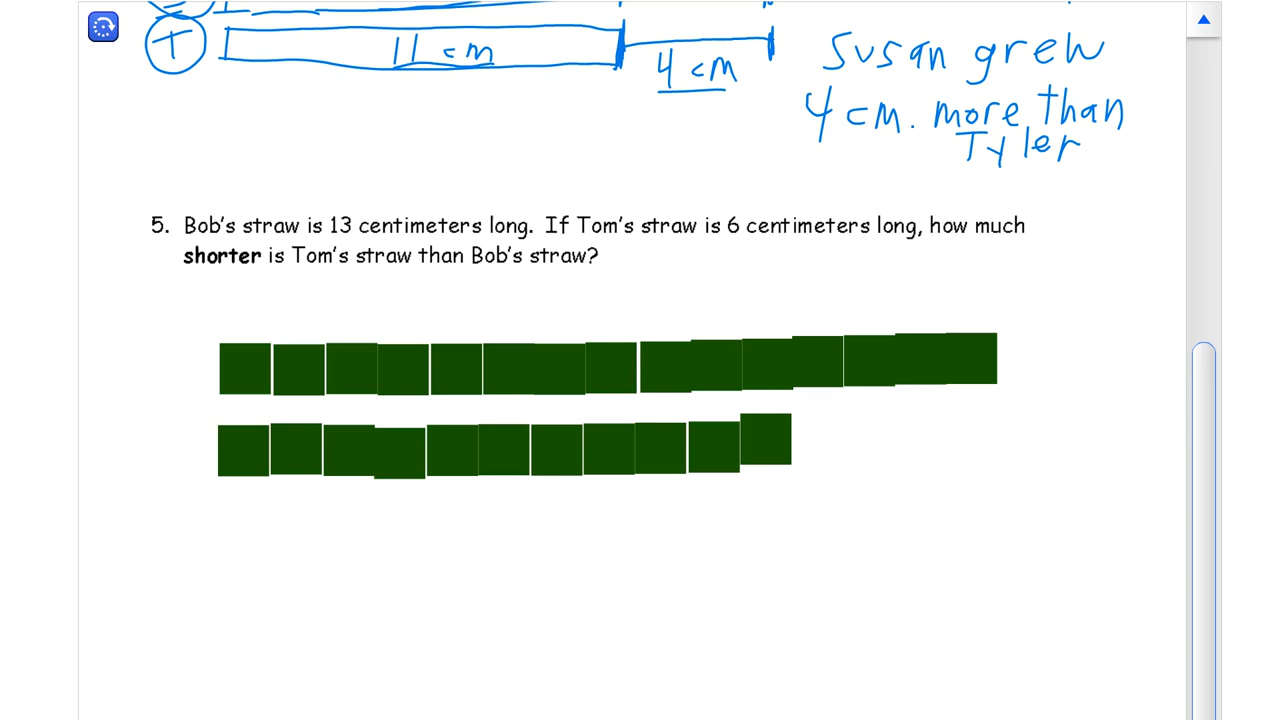 T
11 cm
4 cm
Susan grew
4 cm. more than
Tyler
5. Bob's straw is 13 centimeters long. If Tom's straw is 6 centimeters long, how much
shorter is Tom's straw than Bob's straw?